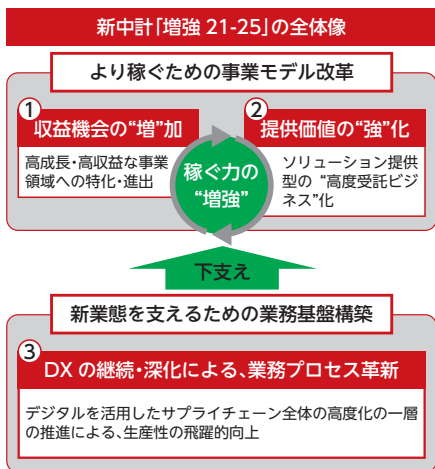 新中計「増強 21-25」の全体像
より稼ぐための事業モデル改革
①
収益機会の“増”加
高成長・高収益な事業
領域への特化・進出
②
提供価値の“強”化
ソリューション提供
型の “高度受託ビジ
ネス”化
稼ぐ力の
“増強”
下支え
新業態を支えるための業務基盤構築
③
DX の継続・深化による、業務プロセス革新
デジタルを活用したサプライチェーン全体の高度化の一層
の推進による、生産性の飛躍的向上